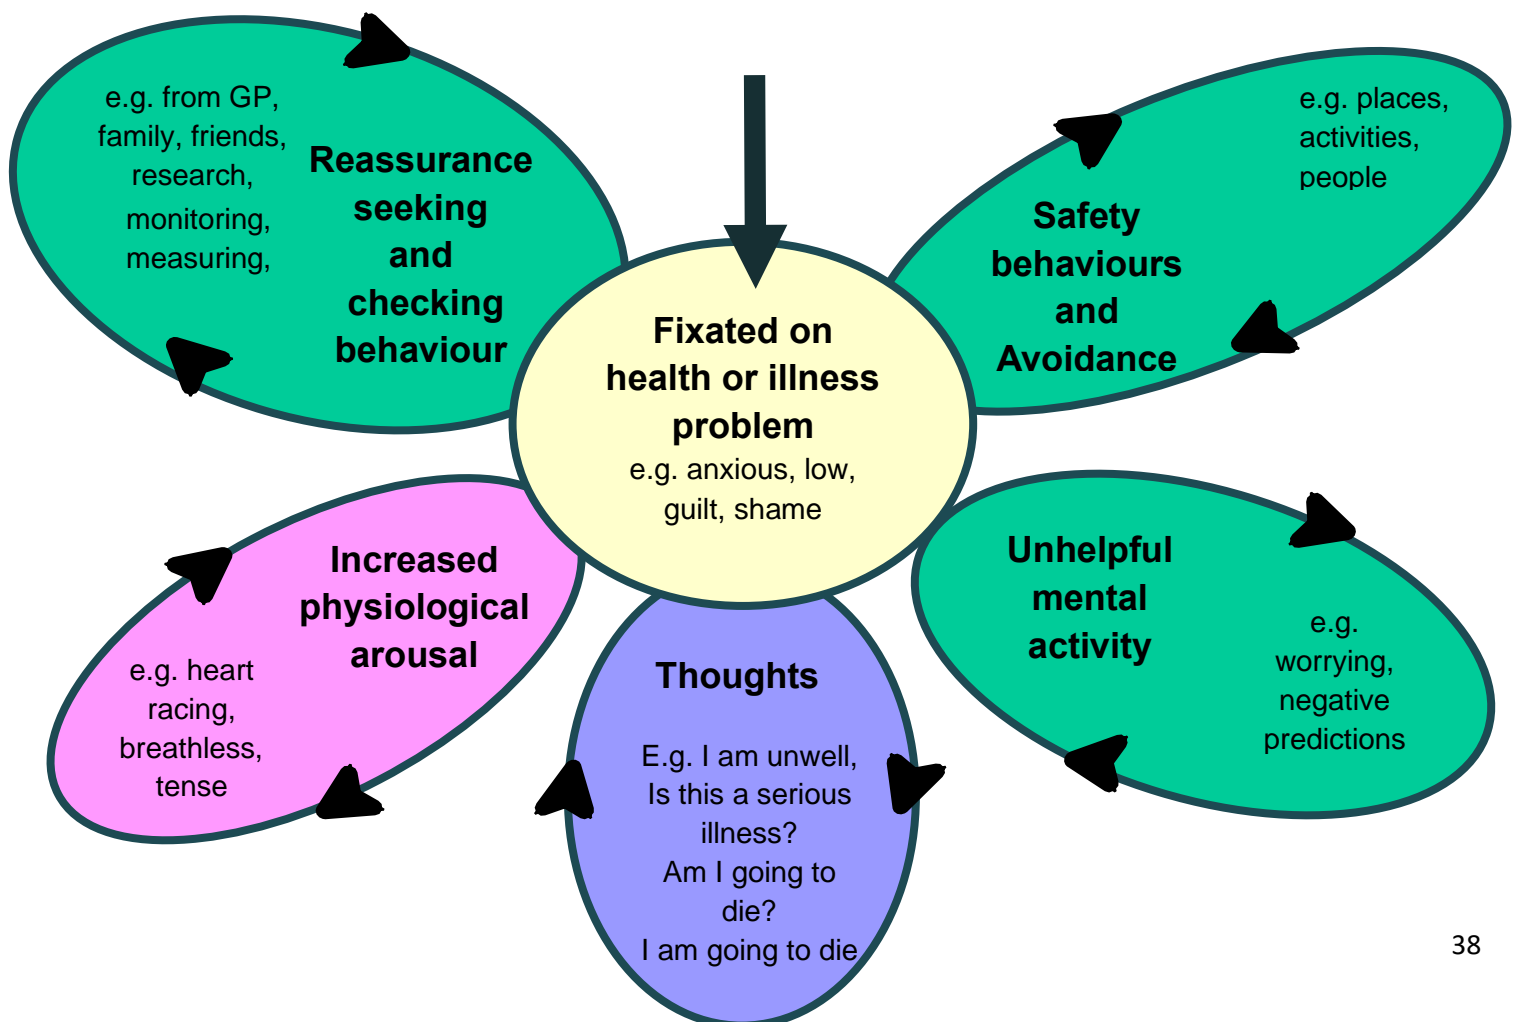 e.g. from GP,
family, friends,
research,
monitoring,
measuring,
Reassurance
seeking
and
checking
behaviour
Fixated on
health or illness
problem
e.g. anxious, low,
guilt, shame
e.g. places,
activities,
people
Safety
behaviours
and
Avoidance
Increased
physiological
arousal
e.g. heart
racing,
breathless,
tense
Thoughts
E.g. I am unwell,
Is this a serious
illness?
Am I going to
die?
I am going to die
Unhelpful
mental
activity
e.g.
worrying,
negative
predictions
38